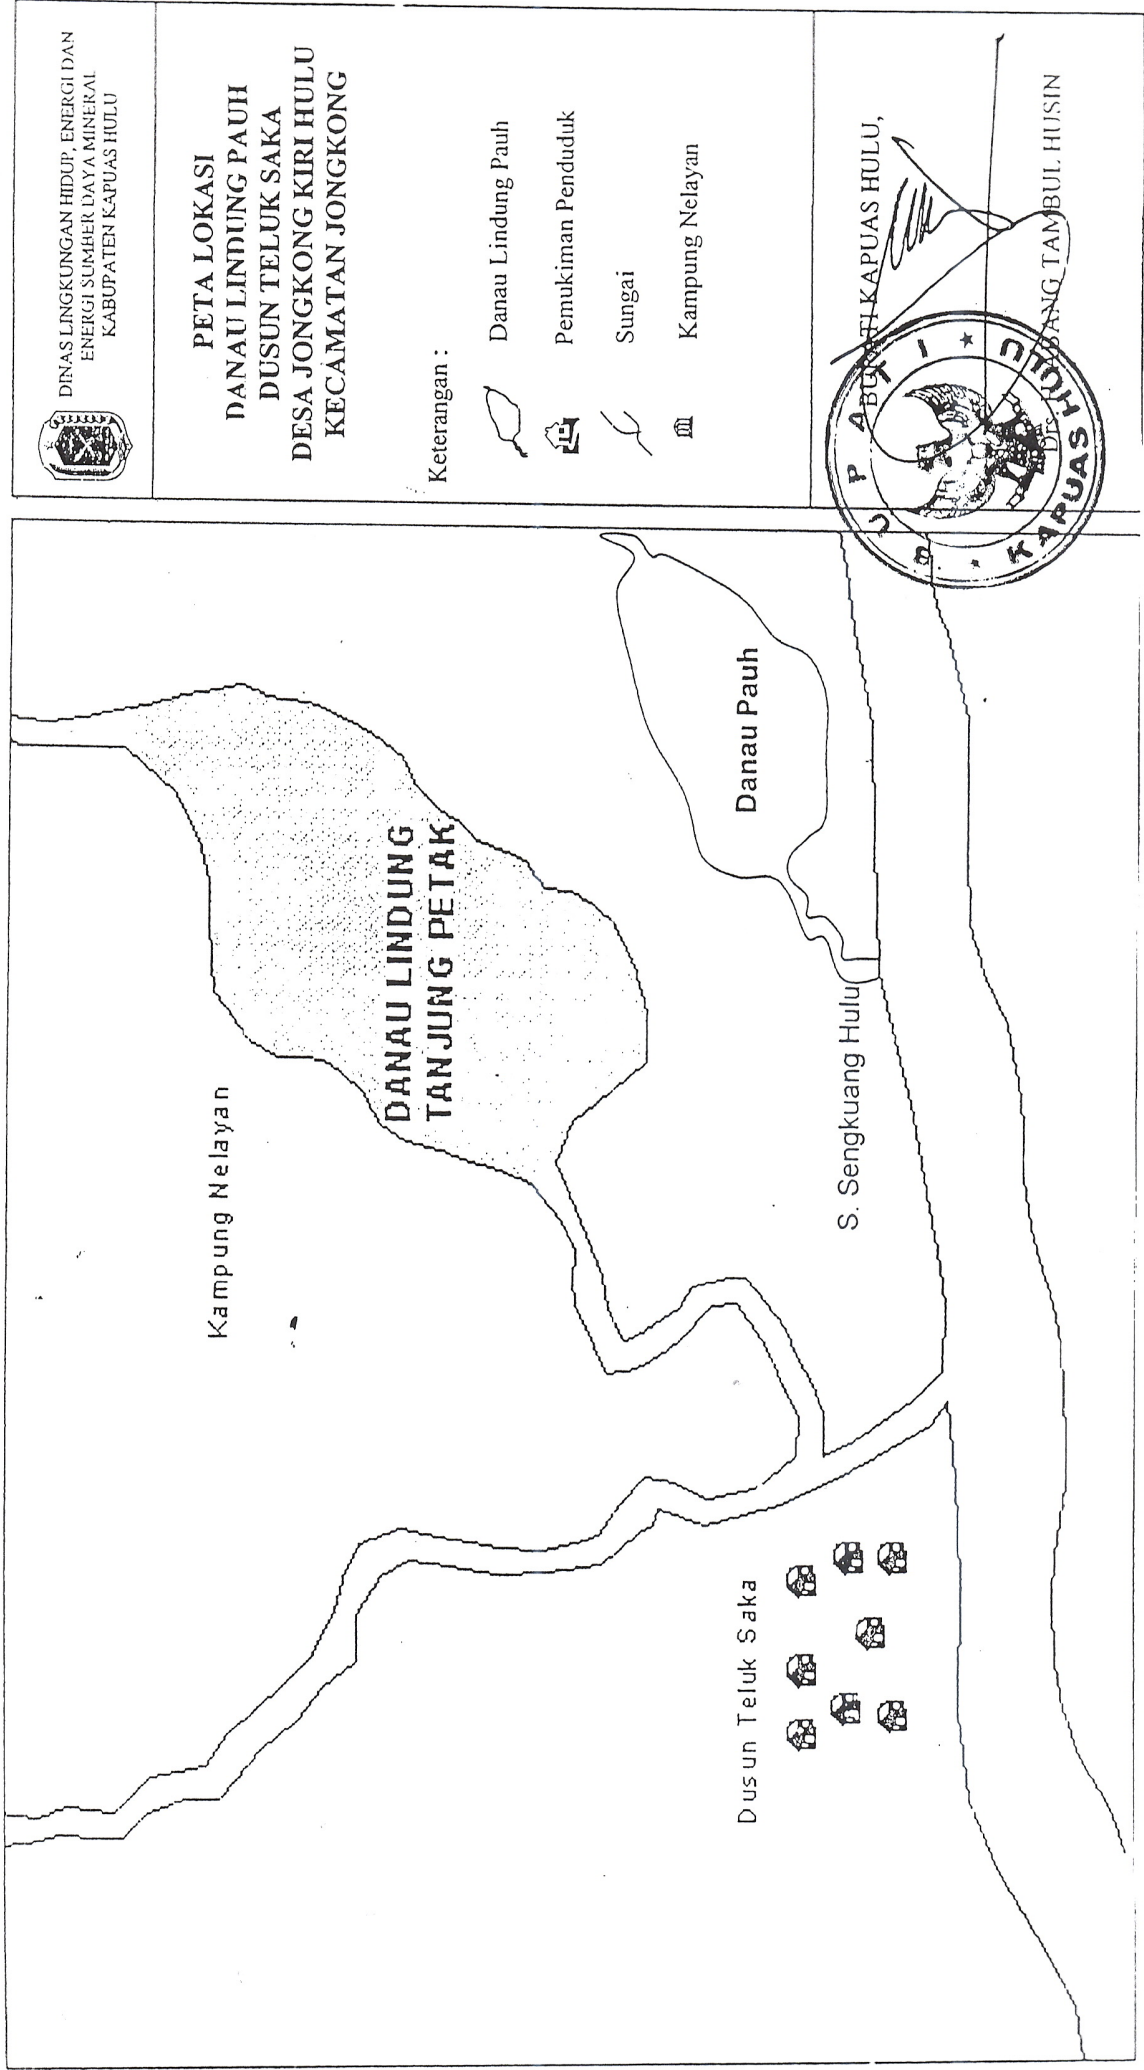 DINAS LINGKUNGAN HIDUP, ENERGI DAN
ENERGI SUMBER DAYA MINERAL
KABUPATEN KAPUAS HULU
PETA LOKASI
DANAU LINDUNG PAUH
DUSUN TELUK SAKA
DESA JONGKONG KIRI HULU
KECAMATAN JONGKONG
Keterangan :
Danau Lindung Pauh
Pemukiman Penduduk
Sungai
Kampung Nelayan
BUPATI KAPUAS HULU,
BUPATI
KAPUAS HULU
TAMBUL HUSIN
Kampung Nelayan
DANAU LINDUNG
TANJUNG PETAK
Danau Pauh
S. Sengkuang Hulu
Dusun Teluk Saka